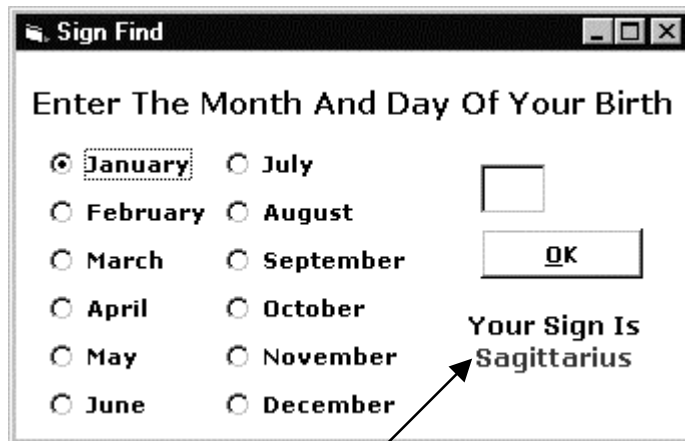 Sign Find
Enter The Month And Day Of Your Birth
January
February
March
April
May
June
July
August
September
October
November
December
OK
Your Sign Is
Sagittarius